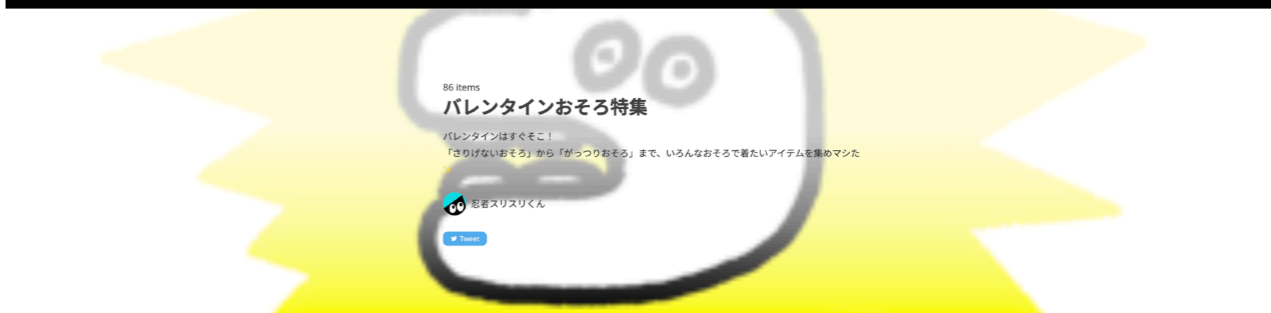 86 items
バレンタインおそろ特集
バレンタインはすぐそこ！
「さりげないおそろ」から「がっつりおそろ」まで、いろんなおそろで着たいアイテムを集めマシた
忍者スリスリくん
Tweet